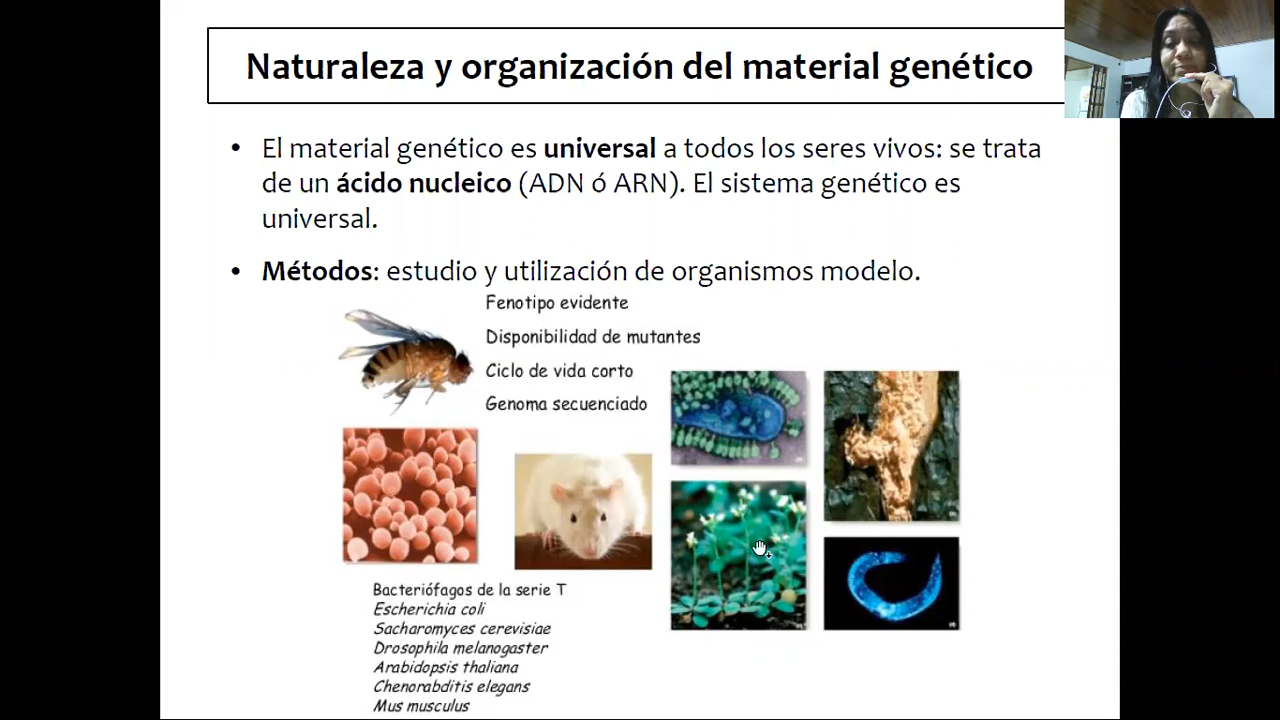 Naturaleza y organización del material genético
• El material genético es universal a todos los seres vivos: se trata
de un ácido nucleico (ADN ó ARN). El sistema genético es
universal.
• Métodos: estudio y utilización de organismos modelo.
Fenotipo evidente
Disponibilidad de mutantes
Ciclo de vida corto
Genoma secuenciado
Bacteriófagos de la serie T
Escherichia coli
Sacharomyces cerevisiae
Drosophila melanogaster
Arabidopsis thaliana
Chenorabditis elegans
Mus musculus